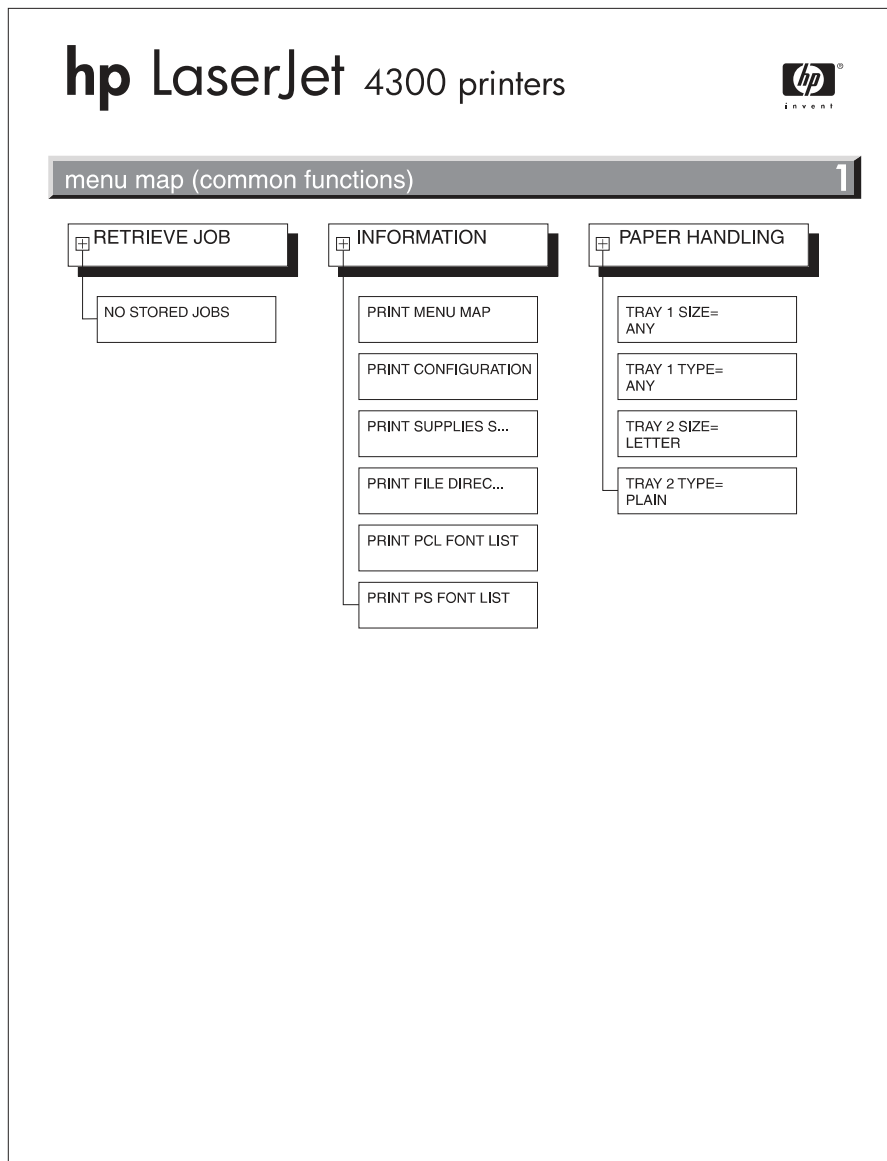 hp LaserJet 4300 printers
hp ®
invent
menu map (common functions) 1
RETRIEVE JOB
NO STORED JOBS
INFORMATION
PRINT MENU MAP
PRINT CONFIGURATION
PRINT SUPPLIES S...
PRINT FILE DIREC...
PRINT PCL FONT LIST
PRINT PS FONT LIST
PAPER HANDLING
TRAY 1 SIZE=
ANY
TRAY 1 TYPE=
ANY
TRAY 2 SIZE=
LETTER
TRAY 2 TYPE=
PLAIN